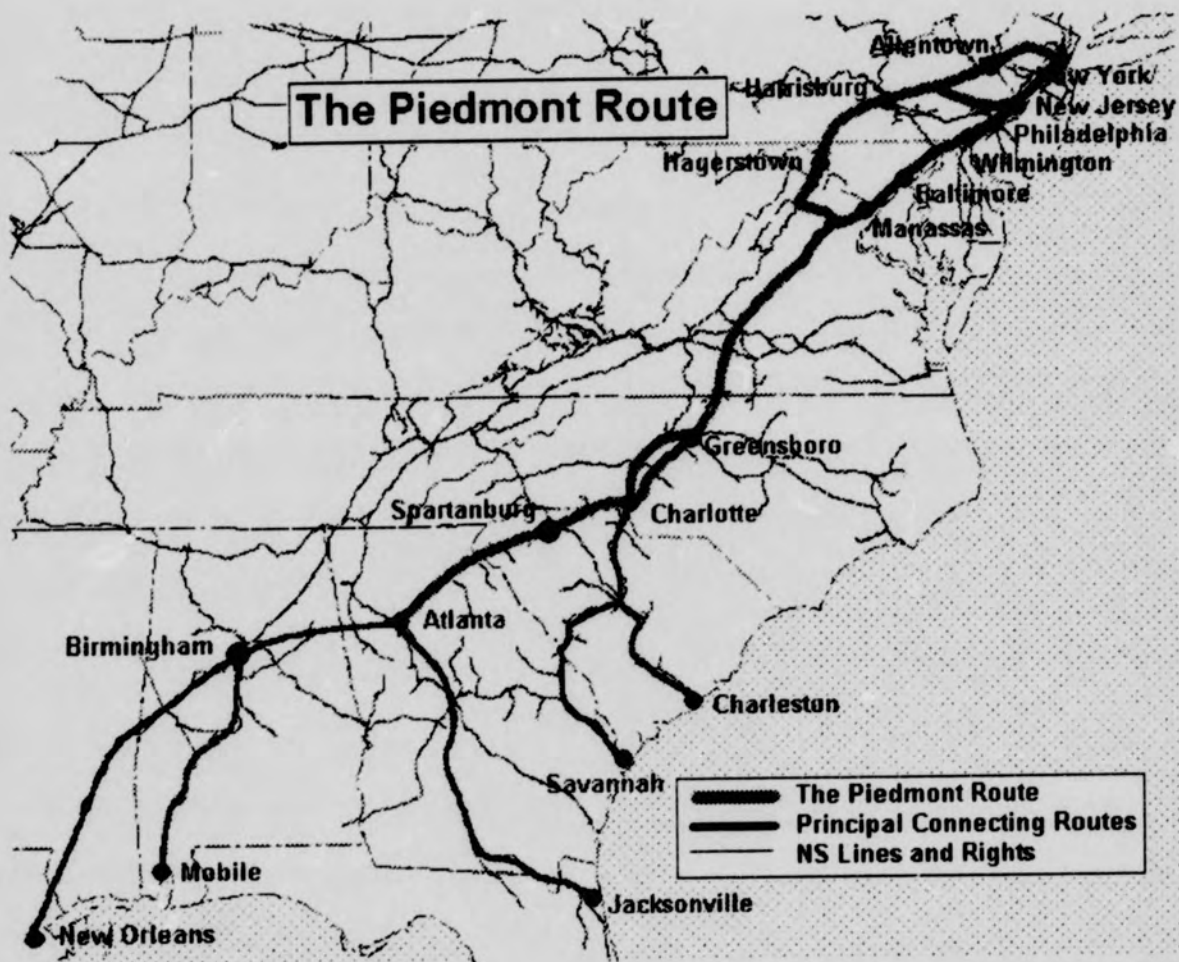 The Piedmont Route
Allentown
New York
Harrisburg
New Jersey
Philadelphia
Hagerstown
Wilmington
Baltimore
Manassas
Greensboro
Spartanburg
Charlotte
Atlanta
Birmingham
Charleston
Savannah
Mobile
Jacksonville
New Orleans
The Piedmont Route
Principal Connecting Routes
NS Lines and Rights